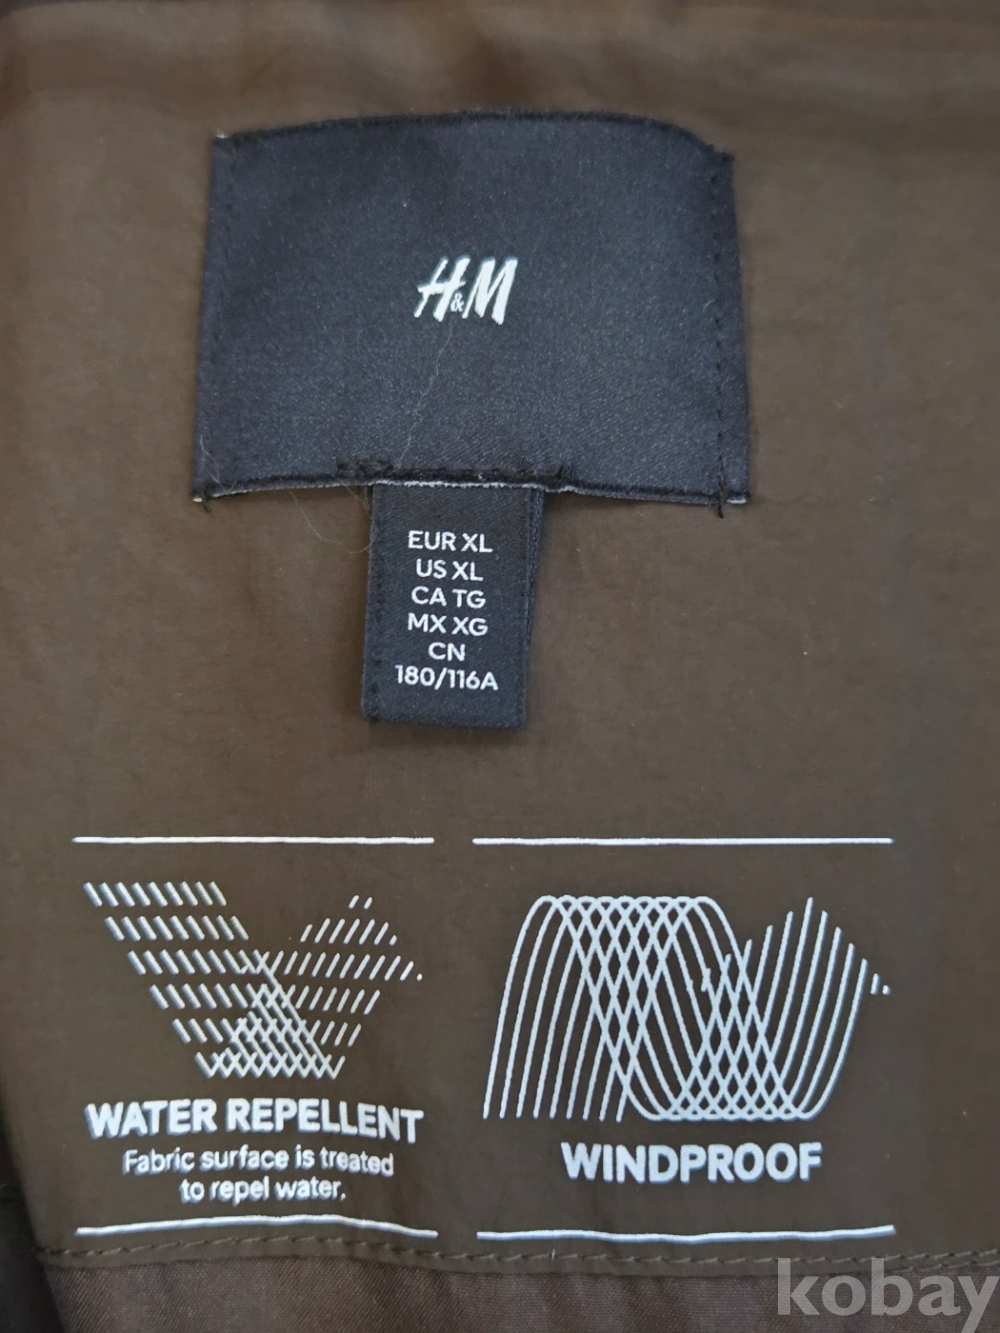 H&M
EUR XL
US XL
CA TG
MX XG
CN
180/116A
WATER REPELLENT
Fabric surface is treated
to repel water.
WINDPROOF
kobay